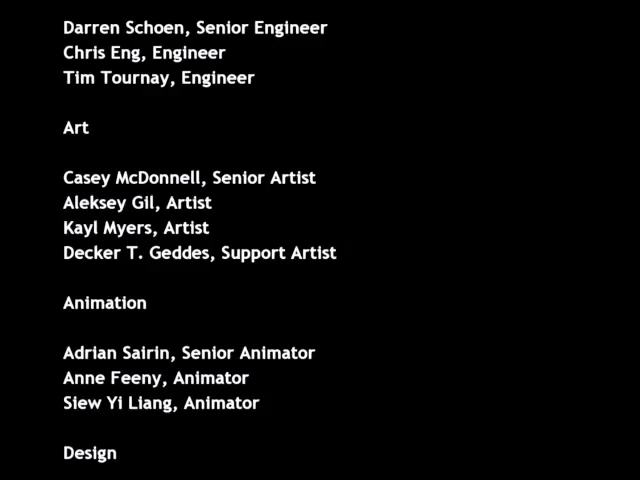 Darren Schoen, Senior Engineer
Chris Eng, Engineer
Tim Tournay, Engineer
Art
Casey McDonnell, Senior Artist
Aleksey Gil, Artist
Kayl Myers, Artist
Decker T. Geddes, Support Artist
Animation
Adrian Sairin, Senior Animator
Anne Feeny, Animator
Siew Yi Liang, Animator
Design